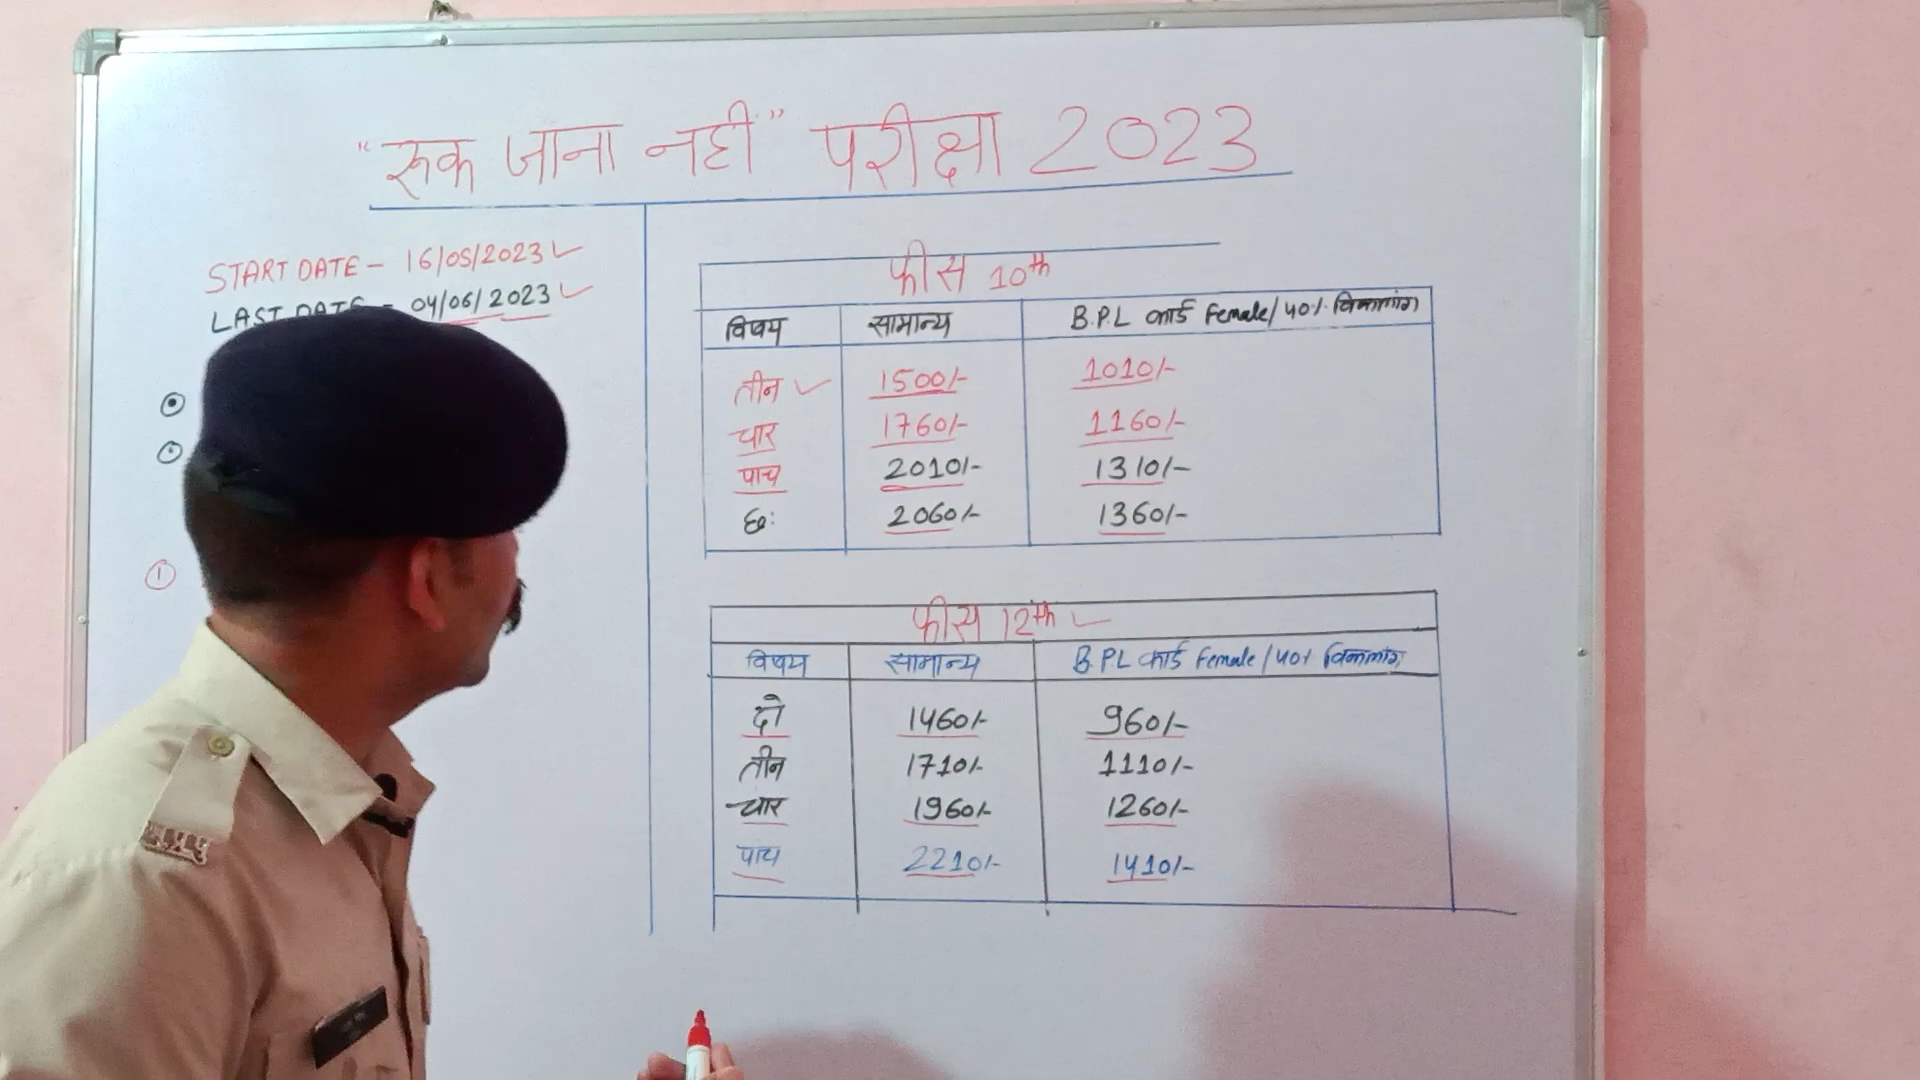 "रूक जाना नही" परीक्षा 2023
START DATE - 16/05/2023
LAST DATE - 04/06/2023
①
फीस 10th
विषय सामान्य B.P.L कार्ड Female/40% विकलांग
तीन 1500/- 1010/-
चार 1760/- 1160/-
पाच 2010/- 1310/-
छ: 2060/- 1360/-
फीस 12th
विषय सामान्य B.P.L कार्ड Female/40% विकलांग
दो 1460/- 960/-
तीन 1710/- 1110/-
चार 1960/- 1260/-
पाच 2210/- 1410/-